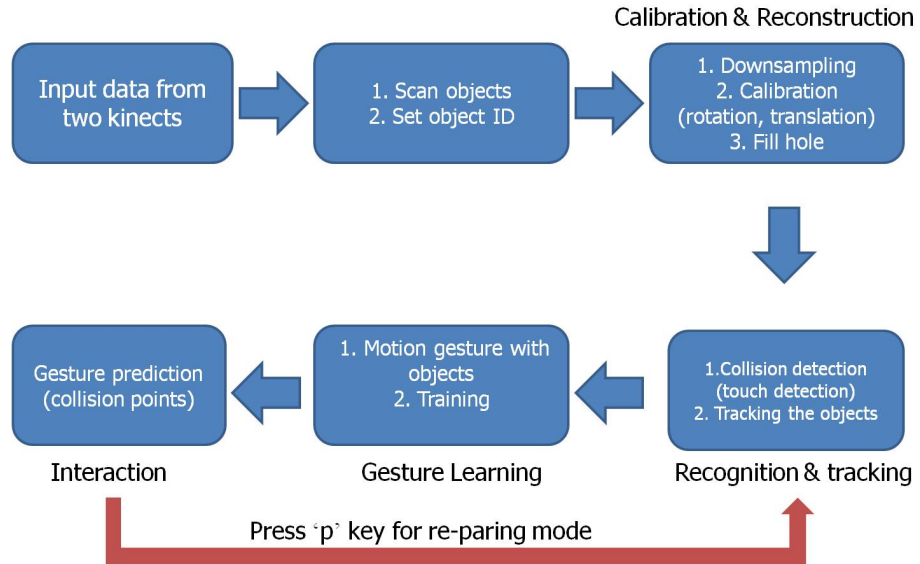 Calibration & Reconstruction
Input data from
two kinects
1. Scan objects
2. Set object ID
1. Downsampling
2. Calibration
(rotation, translation)
3. Fill hole
Gesture prediction
(collision points)
1. Motion gesture with
objects
2. Training
1.Collision detection
(touch detection)
2. Tracking the objects
Interaction
Gesture Learning
Recognition & tracking
Press ‘p’ key for re-paring mode